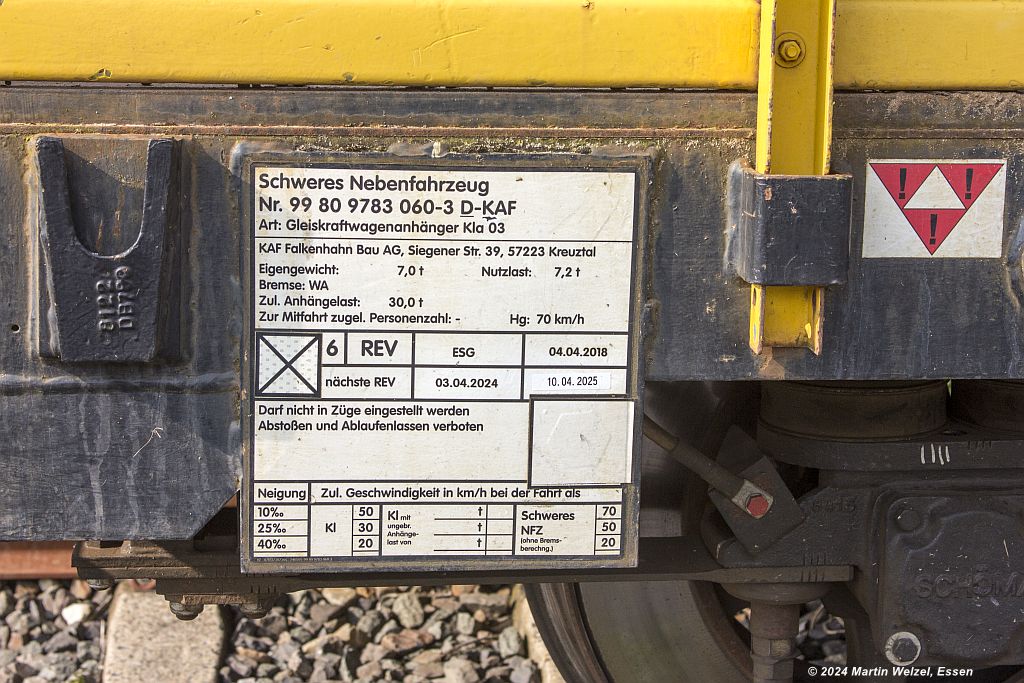 Schweres Nebenfahrzeug
Nr. 99 80 9783 060-3 D-KAF
Art: Gleiskraftwagenanhänger Kla 03
KAF Falkenhahn Bau AG, Siegener Str. 39, 57223 Kreuztal
Eigengewicht: 7,0 t Nutzlast: 7,2 t
Bremse: WA
Zul. Anhängelast: 30,0 t
Zur Mitfahrt zugel. Personenzahl: - Hg: 70 km/h
6 REV ESG 04.04.2018
nächste REV 03.04.2024 10.04.2025
Darf nicht in Züge eingestellt werden
Abstoßen und Ablaufenlassen verboten
Neigung Zul. Geschwindigkeit in km/h bei der Fahrt als
10‰ 50 Kl mit t Schweres 70
25‰ Kl 30 ungebr. Anhänge- t NFZ 50
40‰ 20 last von t (ohne Bremsberechng.) 20
! !
!
8122
© 2024 Martin Welzel, Essen